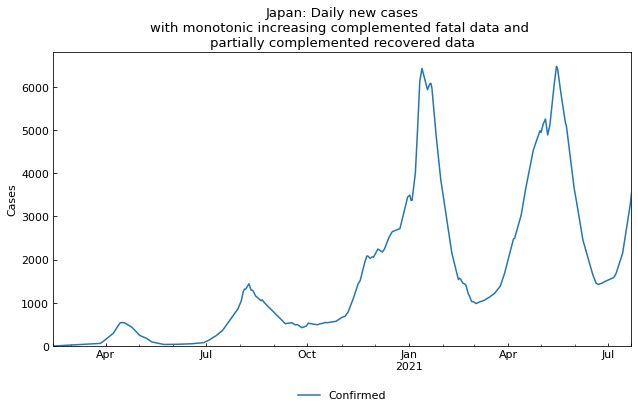 Japan: Daily new cases
with monotonic increasing complemented fatal data and
partially complemented recovered data
6000
5000
4000
3000
2000
1000
0
Cases
Apr
Jul
Oct
Jan
2021
Apr
Jul
Confirmed